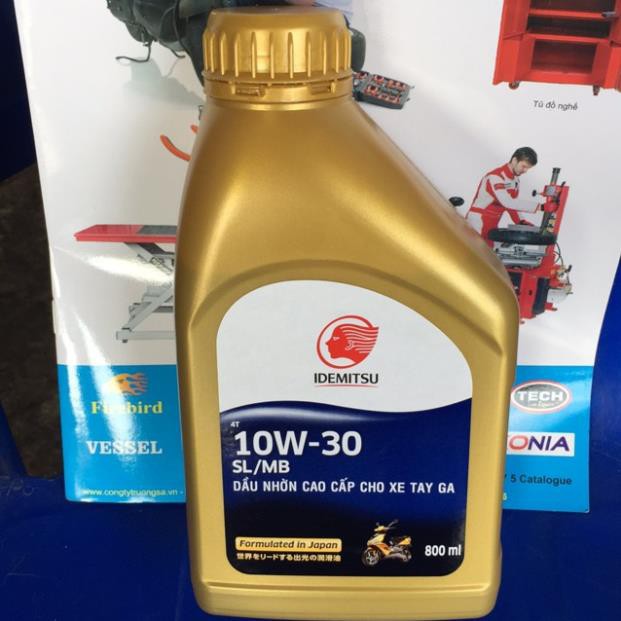 Tủ đồ nghề
IDEMITSU
4T
10W-30
SL/MB
DẦU NHỜN CAO CẤP CHO XE TAY GA
Formulated in Japan
世界をリードする出光の潤滑油
800 ml
Firebird
VESSEL
www.congtytruongsa.vn -
TECH
ONIA
5 Catalogue